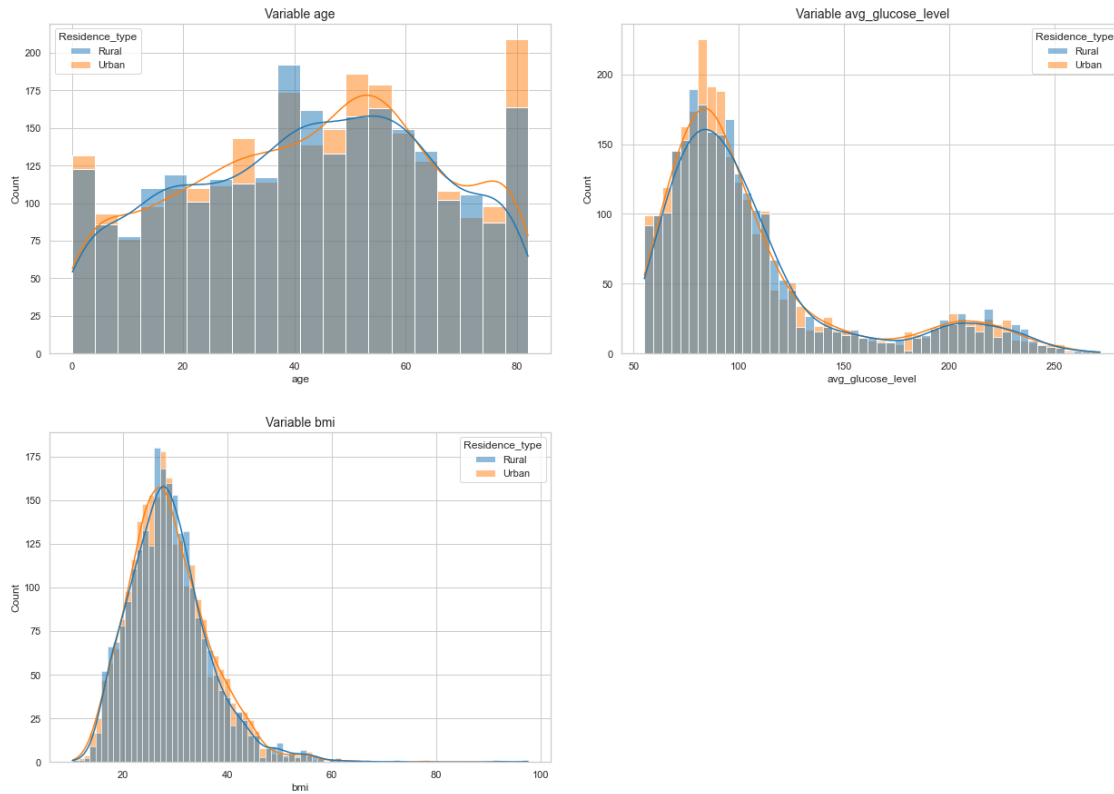 Variable age
Residence_type
Rural
Urban
200
175
150
125
100
75
50
25
0
Count
0
20
40
60
80
age
Variable avg_glucose_level
Residence_type
Rural
Urban
200
150
100
50
0
Count
50
100
150
200
250
avg_glucose_level
Variable bmi
Residence_type
Rural
Urban
175
150
125
100
75
50
25
0
Count
20
40
60
80
100
bmi